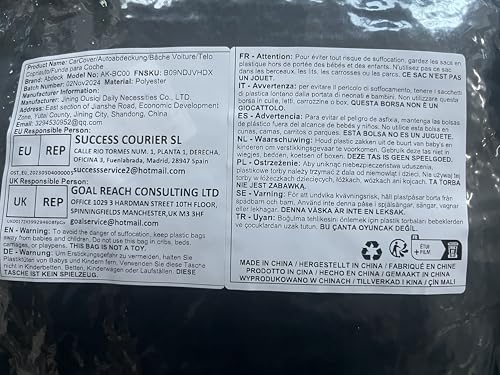 Product Name: CarCover/Autoabdeckung/Bâche Voiture/Telo
Copriauto/Funda para Coche
Brand: Abdeck Model: AK-BC00 FNSKU: B09NDJVHDX
Batch Number: 02Nov2024 Material: Polyester
Manufacturer Information:
Manufacturer: Jining Ousiqi Daily Necessities Co., LTD.
Address: East section of Jianshe Road, Economic Development
Zone, Yutai County, Jining City, Shandong, China
Email: 3294530952@qq.com
EU Responsible Person:
EU REP
SUCCESS COURIER SL
CALLE RIO TORMES NUM. 1, PLANTA 1, DERECHA,
OFICINA 3, Fuenlabrada, Madrid, 28947 Spain
successservice2@hotmail.com
UK Responsible Person:
UK REP
GOAL REACH CONSULTING LTD
OFFICE 1029 3 HARDMAN STREET 10TH FLOOR,
SPINNINGFIELDS MANCHESTER,UK M3 3HF
goalservice@hotmail.com
EN - Warning: To avoid the danger of suffocation, keep plastic bags
away from babies and children. Do not use this bag in cribs, beds,
carriages, or playpens. THIS BAG IS NOT A TOY.
DE - Warnung: Um Erstickungsgefahr zu vermeiden, halten Sie
Plastiktüten von Babys und Kindern fern. Verwenden Sie diese Tasche
nicht in Kinderbetten, Betten, Kinderwagen oder Laufställen. DIESE
TASCHE IST KEIN SPIELZEUG.
FR - Attention: Pour éviter tout risque de suffocation, gardez les sacs en
plastique hors de portée des bébés et des enfants. N'utilisez pas ce sac
dans les berceaux, les lits, les carrosses ou les parcs. CE SAC N'EST PAS
UN JOUET.
IT - Avvertenza: per evitare il pericolo di soffocamento, tenere i sacchetti
di plastica lontani dalla portata di neonati e bambini. Non utilizzare questa
borsa in culle, letti, carrozzine o box. QUESTA BORSA NON È UN
GIOCATTOLO.
ES - Advertencia: Para evitar el peligro de asfixia, mantenga las bolsas
de plástico fuera del alcance de bebés y niños. No utilice esta bolsa en
cunas, camas, carritos o parques. ESTA BOLSA NO ES UN JUGUETE.
NL - Waarschuwing: Houd plastic zakken uit de buurt van baby's en
kinderen om verstikkingsgevaar te voorkomen. Gebruik deze tas niet in
wiegjes, bedden, koetsen of boxen. DEZE TAS IS GEEN SPEELGOED.
PL - Ostrzeżenie: Aby uniknąć niebezpieczeństwa uduszenia,
plastikowe torby należy trzymać z dala od niemowląt i dzieci. Nie używaj tej
torby w łóżeczkach dziecięcych, łóżkach, wózkach ani kojcach. TA TORBA
NIE JEST ZABAWKĄ.
SE - Varning: För att undvika kvävningsrisk, håll plastpåsar borta från
spädbarn och barn. Använd inte denna väska i spjälsängar, sängar, vagnar
eller lekhagar. DENNA VÄSKA ÄR INTE EN LEKSAK.
TR - Uyarı: Boğulma tehlikesini önlemek için plastik torbaları bebeklerden
ve çocuklardan uzak tutun. BU ÇANTA OYUNCAK DEĞİL.
ÉTUI
+ FILM
MADE IN CHINA / HERGESTELLT IN CHINA / FABRIQUÉ EN CHINE
PRODOTTO IN CINA / HECHO EN CHINA / GEMAAKT IN CHINA
WYPRODUKOWANO W CHINACH / TILLVERKAD I KINA / ÇİN MALI